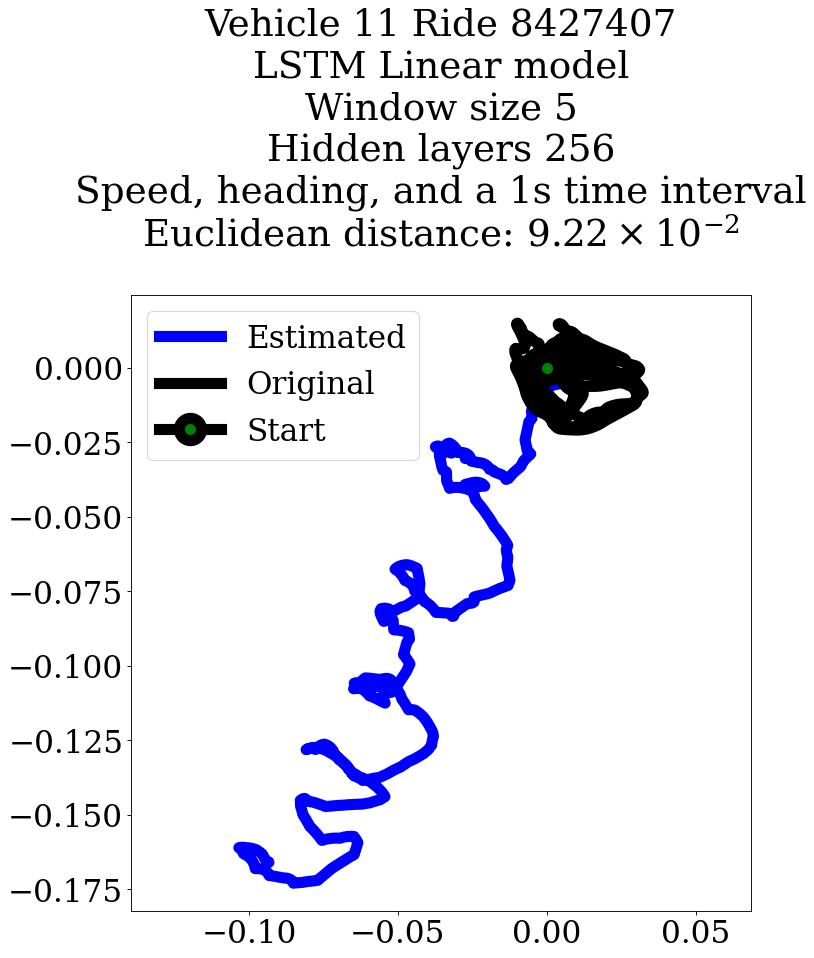 Vehicle 11 Ride 8427407
LSTM Linear model
Window size 5
Hidden layers 256
Speed, heading, and a 1s time interval
Euclidean distance: 9.22 × 10⁻²
Estimated
Original
Start
0.000
−0.025
−0.050
−0.075
−0.100
−0.125
−0.150
−0.175
−0.10 −0.05 0.00 0.05